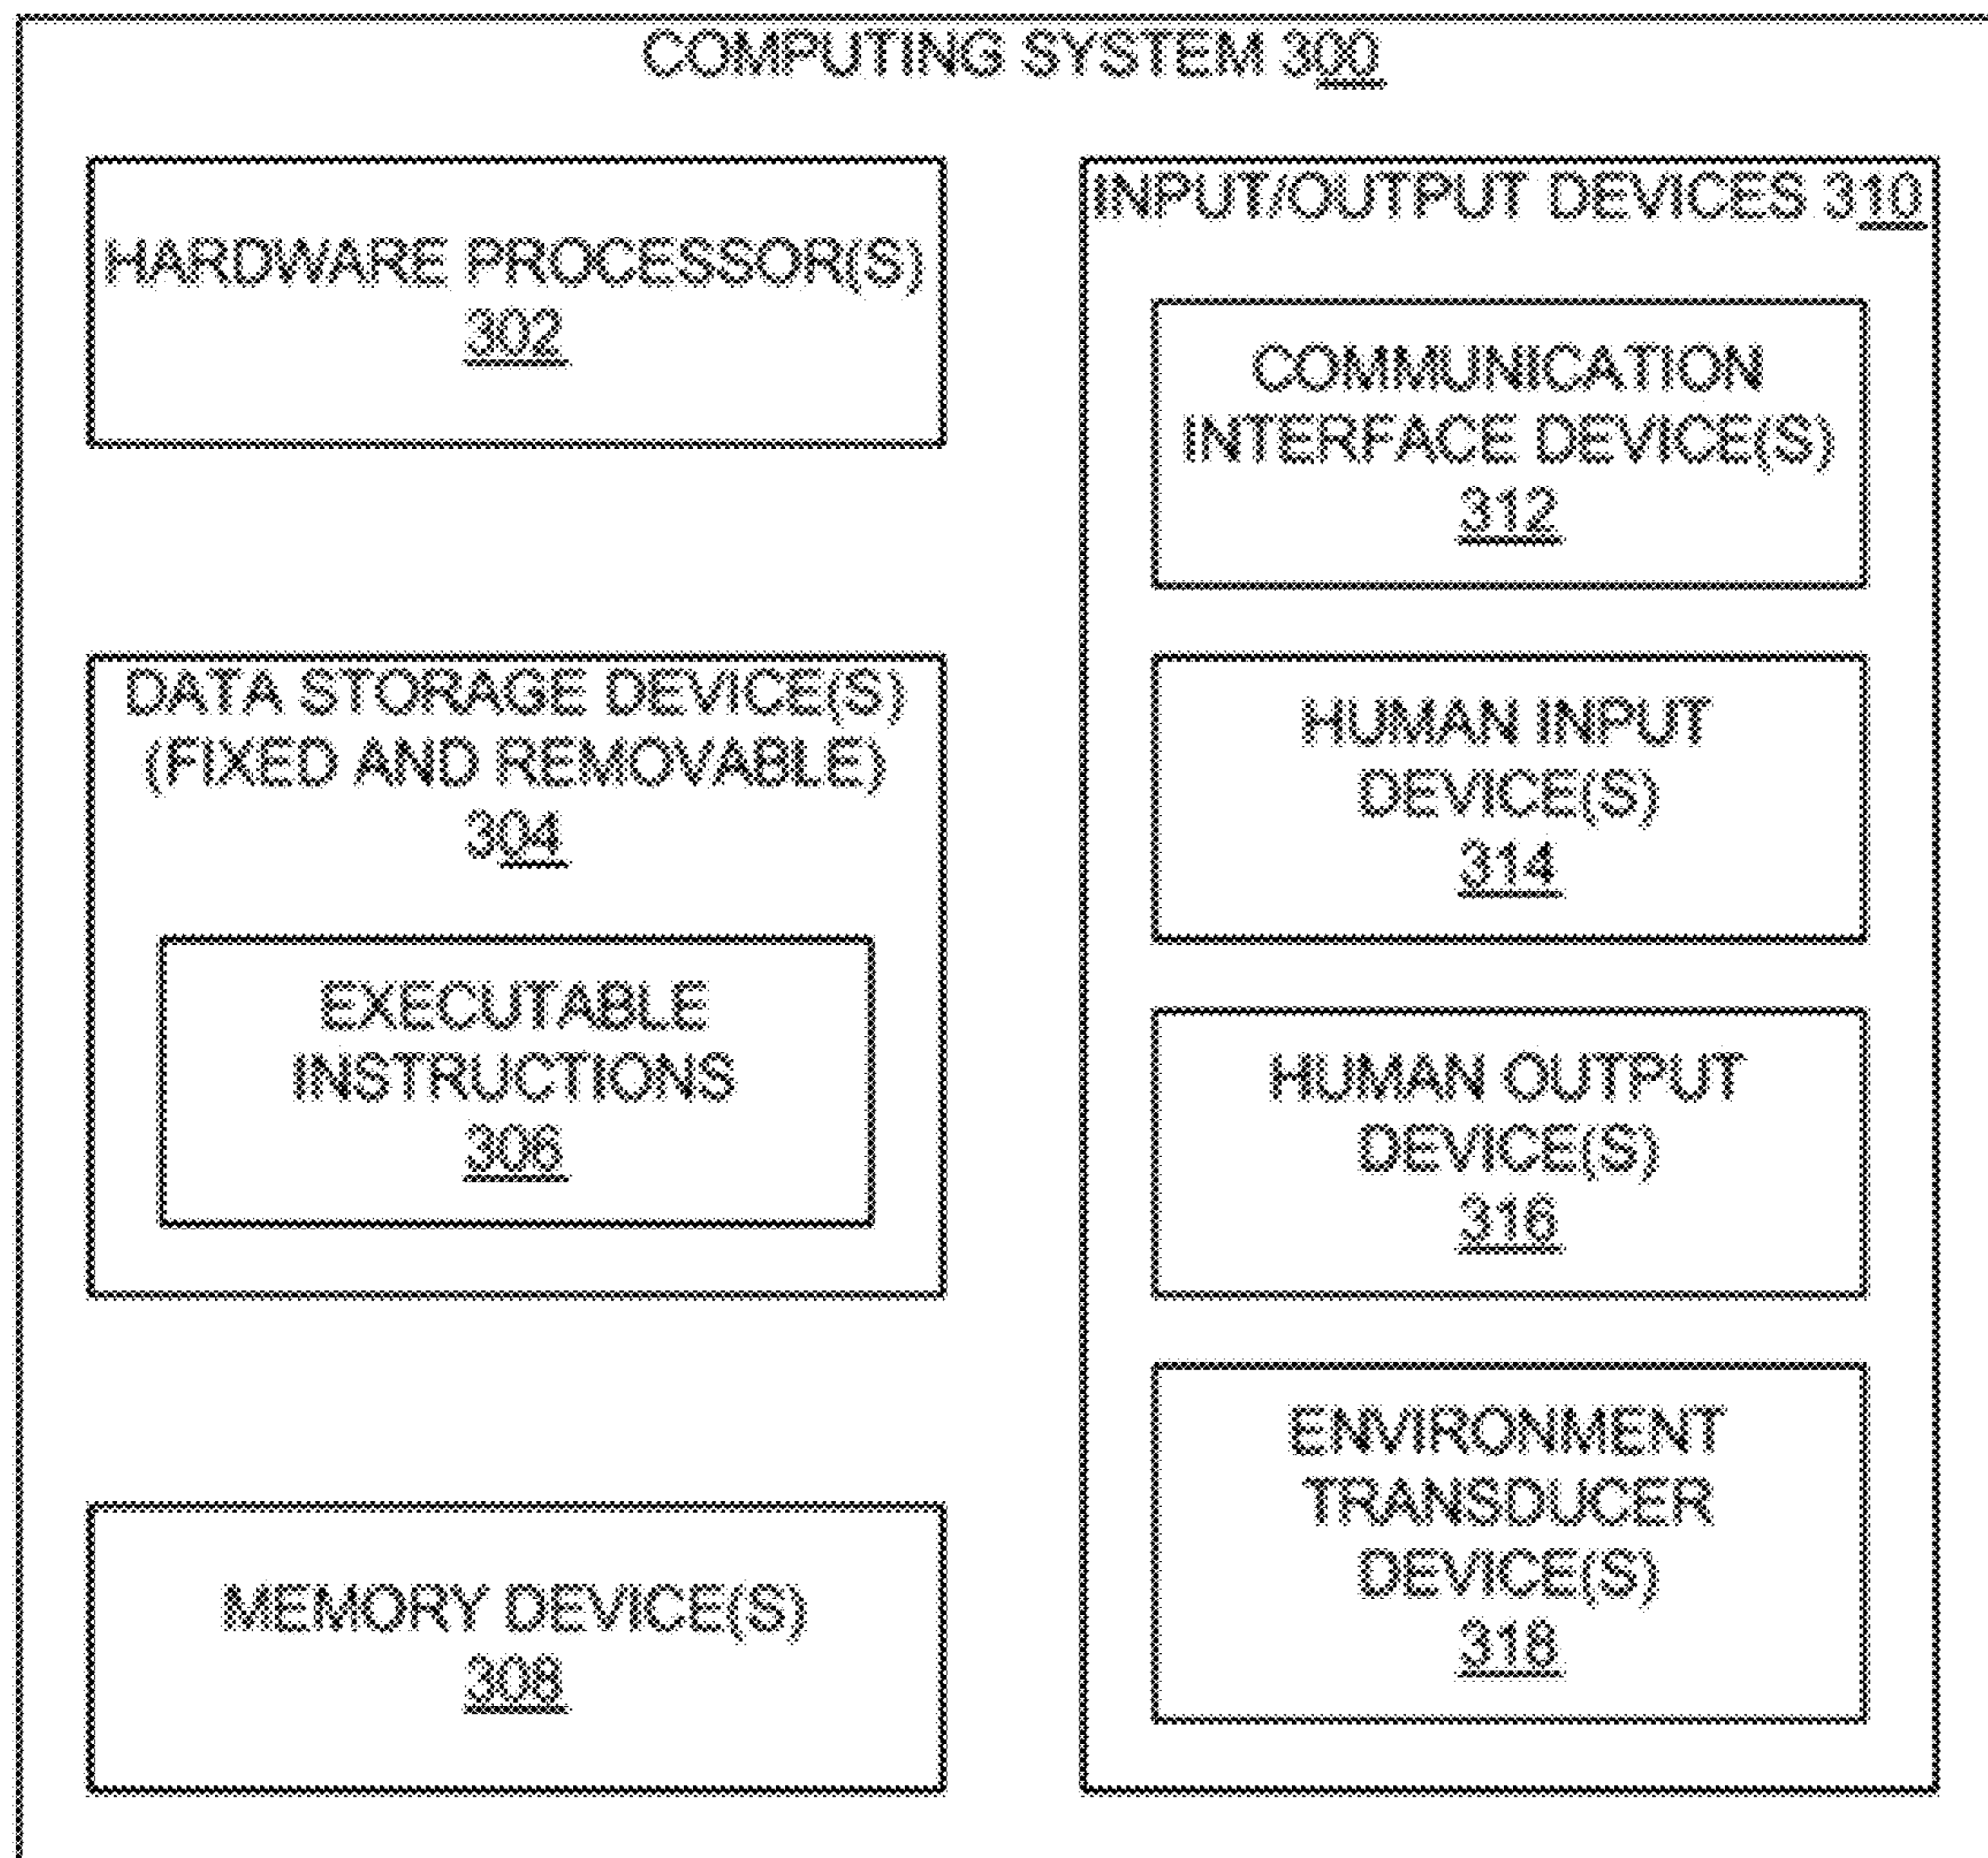 COMPUTING SYSTEM 300
HARDWARE PROCESSOR(S)
302
DATA STORAGE DEVICE(S)
(FIXED AND REMOVABLE)
304
EXECUTABLE
INSTRUCTIONS
306
MEMORY DEVICE(S)
308
INPUT/OUTPUT DEVICES 310
COMMUNICATION
INTERFACE DEVICE(S)
312
HUMAN INPUT
DEVICE(S)
314
HUMAN OUTPUT
DEVICE(S)
316
ENVIRONMENT
TRANSDUCER
DEVICE(S)
318